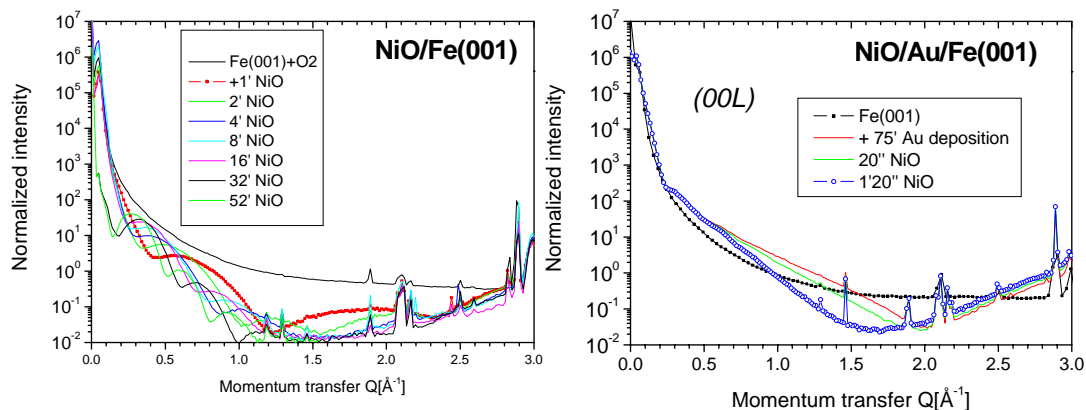 NiO/Fe(001)
Fe(001)+O2
+1' NiO
2' NiO
4' NiO
8' NiO
16' NiO
32' NiO
52' NiO
Normalized intensity
10^7
10^6
10^5
10^4
10^3
10^2
10^1
10^0
10^-1
10^-2
0.0 0.5 1.0 1.5 2.0 2.5 3.0
Momentum transfer Q[Å^-1]
NiO/Au/Fe(001)
(00L)
Fe(001)
+ 75' Au deposition
20'' NiO
1'20'' NiO
Normalized intensity
10^7
10^6
10^5
10^4
10^3
10^2
10^1
10^0
10^-1
10^-2
0.0 0.5 1.0 1.5 2.0 2.5 3.0
Momentum transfer Q[Å^-1]